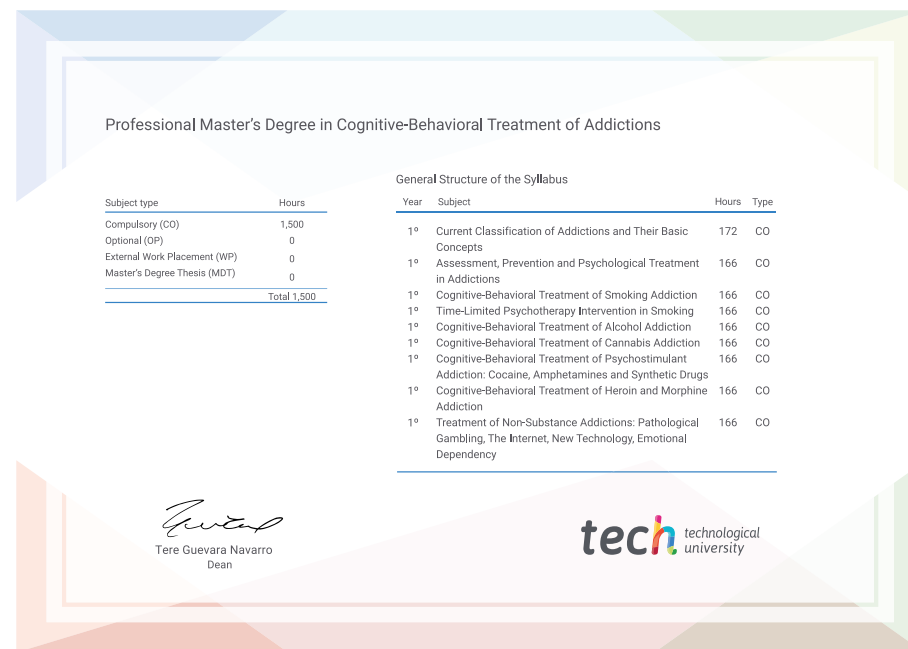 Professional Master's Degree in Cognitive-Behavioral Treatment of Addictions
Subject type Hours
Compulsory (CO) 1,500
Optional (OP) 0
External Work Placement (WP) 0
Master's Degree Thesis (MDT) 0
Total 1,500
General Structure of the Syllabus
Year Subject Hours Type
1º Current Classification of Addictions and Their Basic 172 CO
Concepts
1º Assessment, Prevention and Psychological Treatment 166 CO
in Addictions
1º Cognitive-Behavioral Treatment of Smoking Addiction 166 CO
1º Time-Limited Psychotherapy Intervention in Smoking 166 CO
1º Cognitive-Behavioral Treatment of Alcohol Addiction 166 CO
1º Cognitive-Behavioral Treatment of Cannabis Addiction 166 CO
1º Cognitive-Behavioral Treatment of Psychostimulant 166 CO
Addiction: Cocaine, Amphetamines and Synthetic Drugs
1º Cognitive-Behavioral Treatment of Heroin and Morphine 166 CO
Addiction
1º Treatment of Non-Substance Addictions: Pathological 166 CO
Gambling, The Internet, New Technology, Emotional
Dependency
Tere Guevara Navarro
Dean
tech technological
university